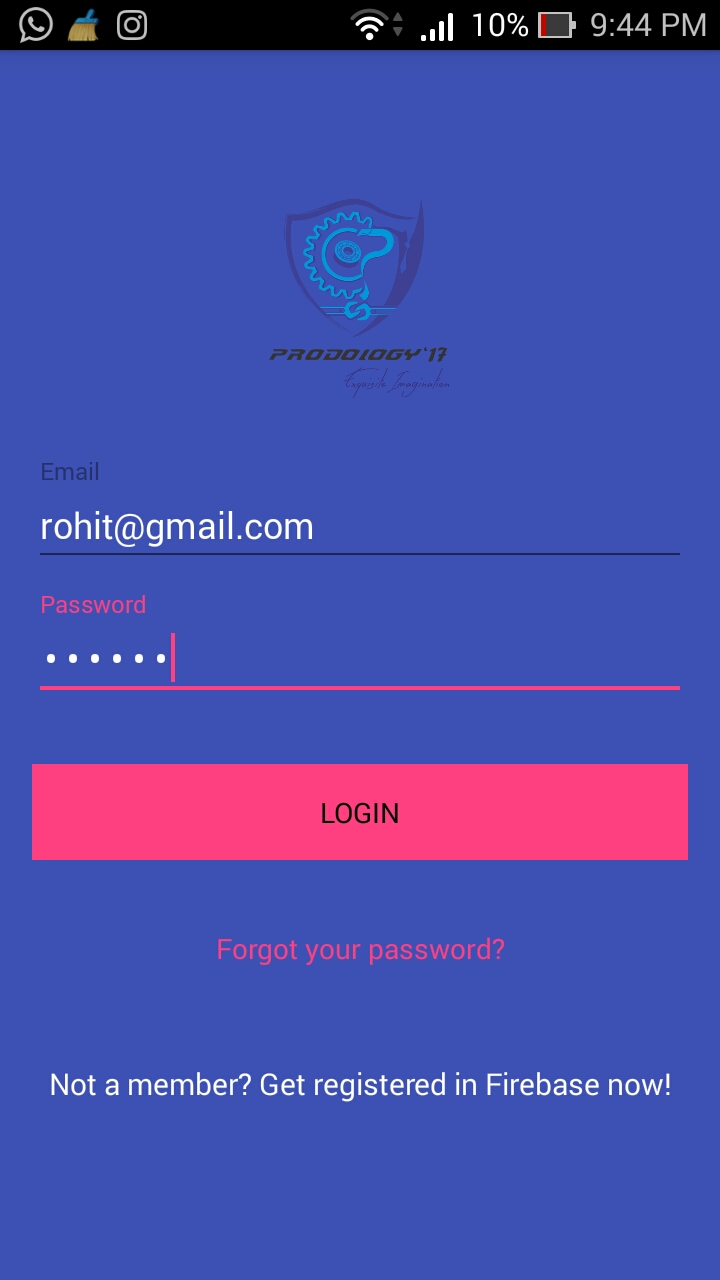 10% 9:44 PM
PRODOLOGY'17
Exquisite Imagination
Email
rohit@gmail.com
Password
LOGIN
Forgot your password?
Not a member? Get registered in Firebase now!